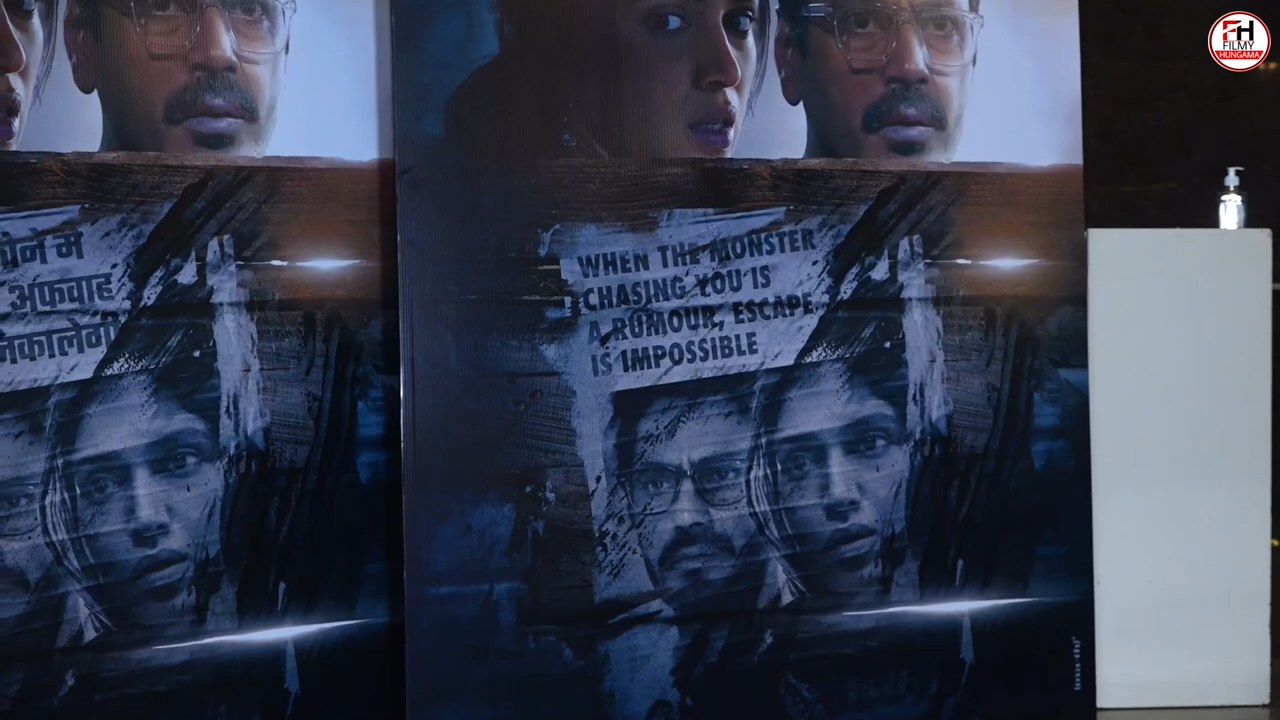 FH
FILMY
HUNGAMA
अफवाह
WHEN THE MONSTER
CHASING YOU IS
A RUMOUR, ESCAPE
IS IMPOSSIBLE